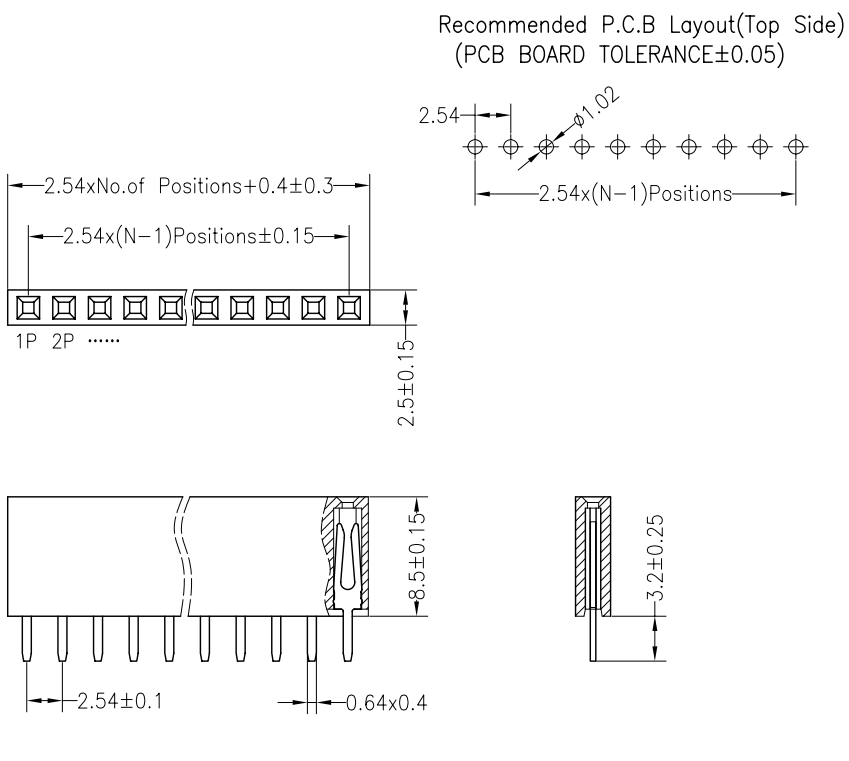 Recommended P.C.B Layout(Top Side)
(PCB BOARD TOLERANCE±0.05)
2.54
ø1.02
2.54x(N-1)Positions
2.54xNo.of Positions+0.4±0.3
2.54x(N-1)Positions±0.15
1P 2P ......
2.5±0.15
8.5±0.15
3.2±0.25
2.54±0.1
0.64x0.4